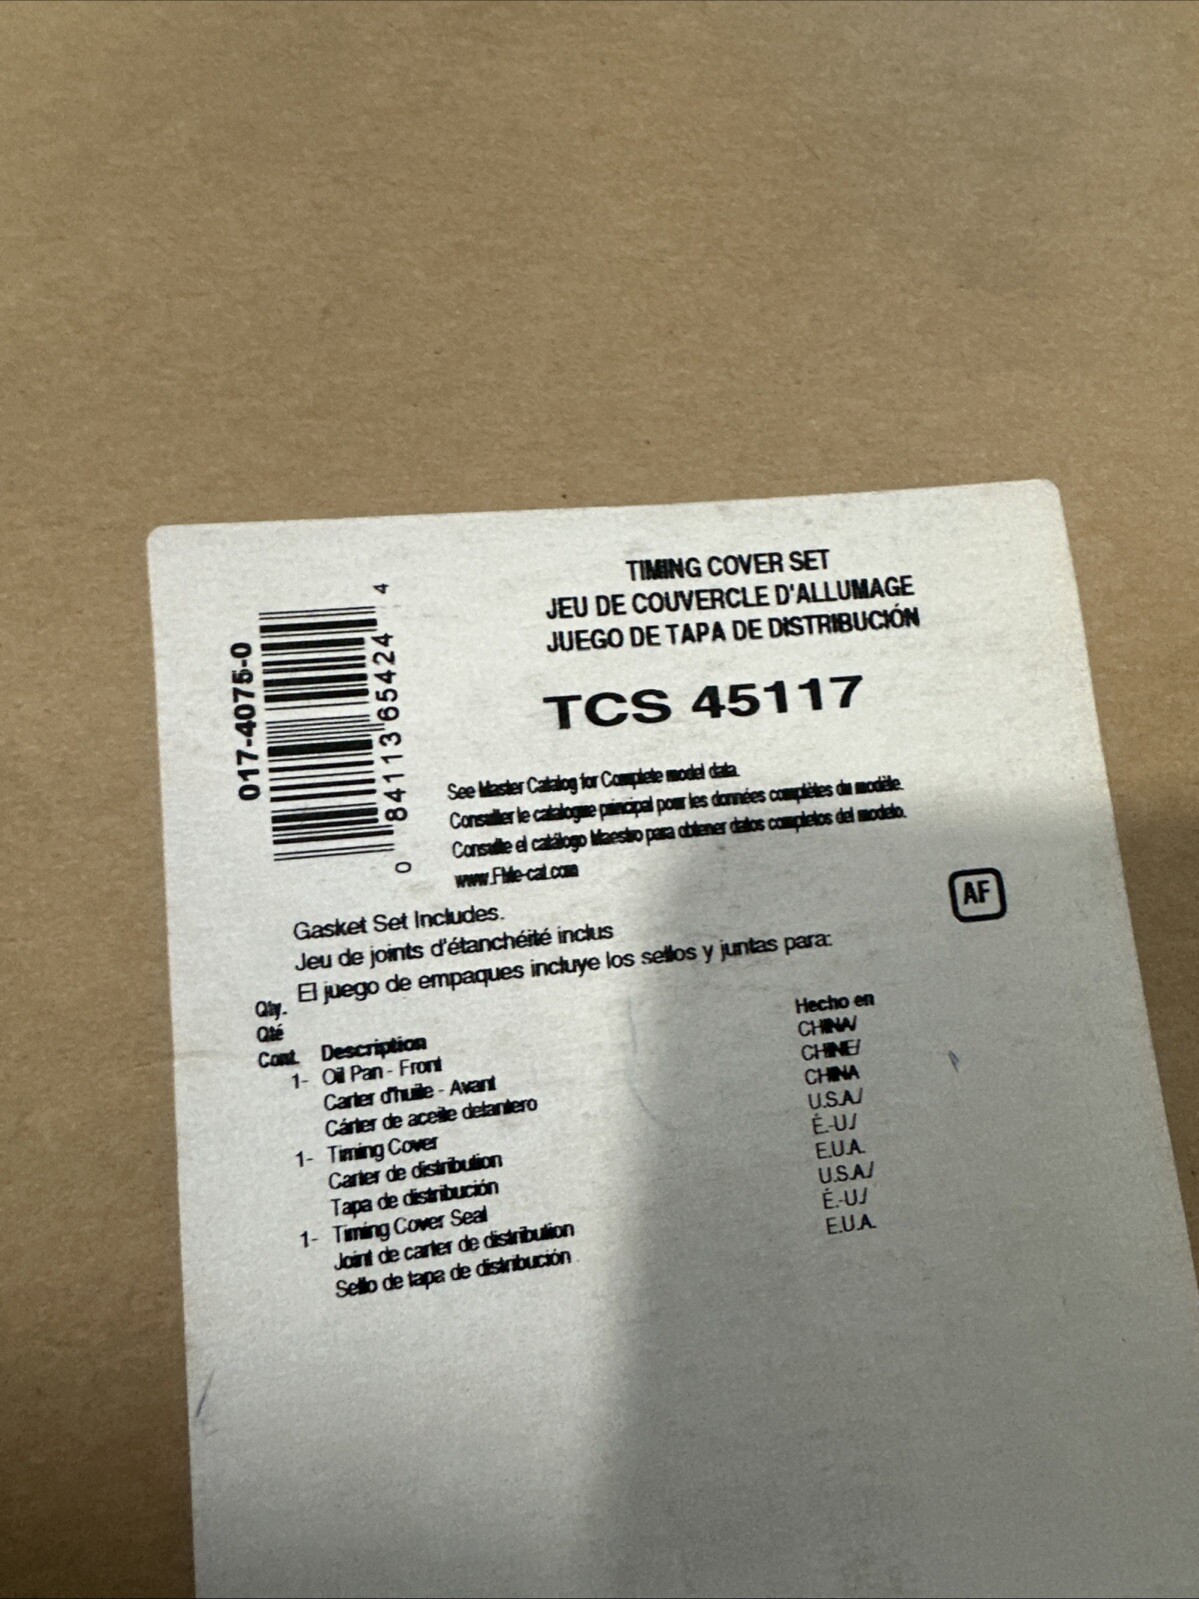 TIMING COVER SET
JEU DE COUVERCLE D'ALLUMAGE
JUEGO DE TAPA DE DISTRIBUCIÓN
017-4075-0
0 84113 65424 4
TCS 45117
See Master Catalog for Complete model data.
Consulter le catalogue principal pour les données complètes du modèle.
Consulte el catálogo Maestro para obtener datos completos del modelo.
www.FMe-cat.com
AF
Gasket Set Includes.
Jeu de joints d'étanchéité inclus
El juego de empaques incluye los sellos y juntas para:
Qty.
Qté
Cant. Description
Hecho en
1- Oil Pan - Front CHINA/
Carter d'huile - Avant CHINE/
Cárter de aceite delantero CHINA
1- Timing Cover U.S.A./
Carter de distribution É.-U./
Tapa de distribución E.U.A.
1- Timing Cover Seal U.S.A./
Joint de carter de distribution É.-U./
Sello de tapa de distribución E.U.A.